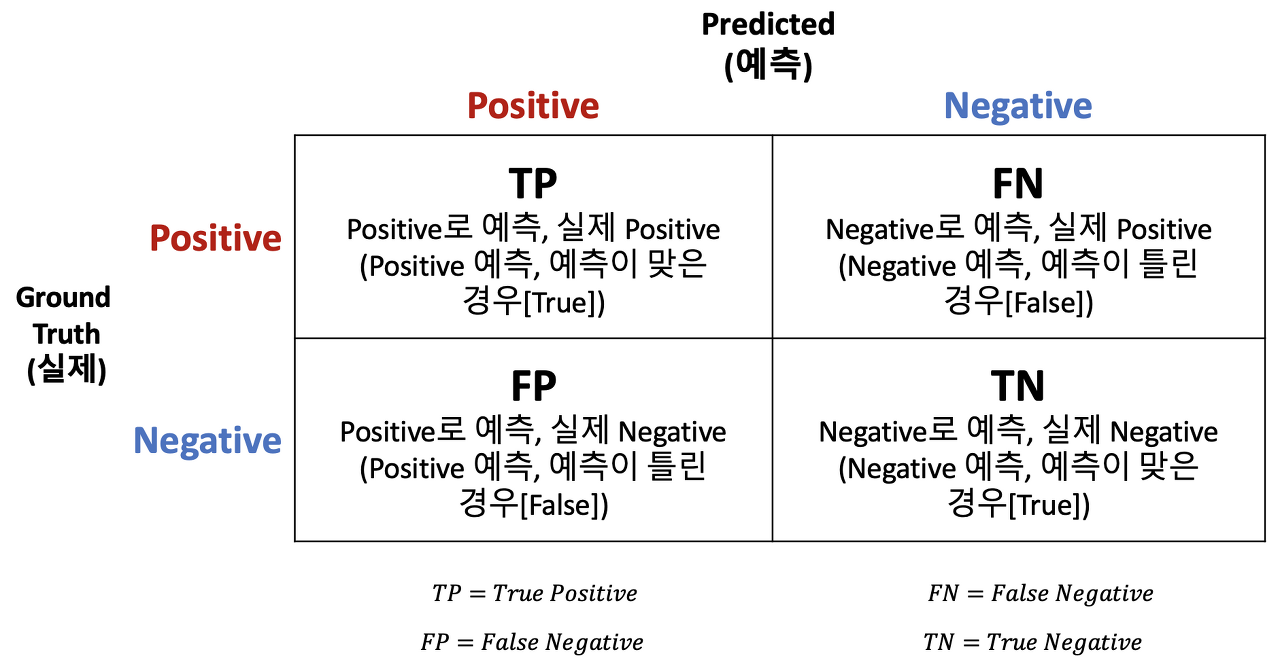 Predicted
(예측)
Positive
Negative
Ground
Truth
(실제)
Positive
TP
Positive로 예측, 실제 Positive
(Positive 예측, 예측이 맞은
경우[True])
FN
Negative로 예측, 실제 Positive
(Negative 예측, 예측이 틀린
경우[False])
Negative
FP
Positive로 예측, 실제 Negative
(Positive 예측, 예측이 틀린
경우[False])
TN
Negative로 예측, 실제 Negative
(Negative 예측, 예측이 맞은
경우[True])
TP = True Positive
FN = False Negative
FP = False Negative
TN = True Negative